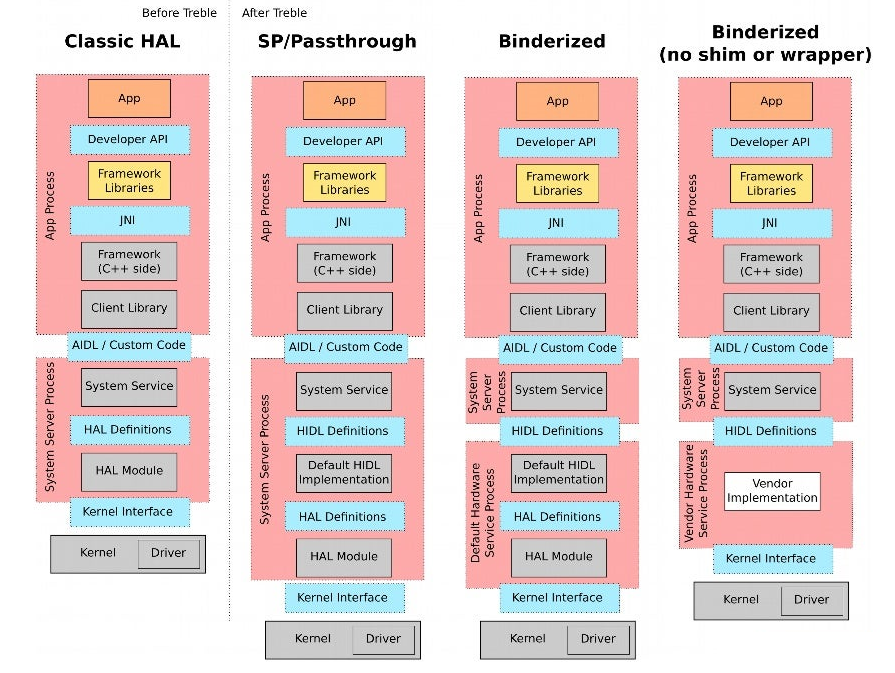 Before Treble
After Treble
Classic HAL
App
Developer API
Framework
Libraries
JNI
Framework
(C++ side)
Client Library
App Process
AIDL / Custom Code
System Service
HAL Definitions
HAL Module
System Server Process
Kernel Interface
Kernel
Driver
SP/Passthrough
App
Developer API
Framework
Libraries
JNI
Framework
(C++ side)
Client Library
App Process
AIDL / Custom Code
System Service
HIDL Definitions
Default HIDL
Implementation
HAL Definitions
HAL Module
System Server Process
Kernel Interface
Kernel
Driver
Binderized
App
Developer API
Framework
Libraries
JNI
Framework
(C++ side)
Client Library
App Process
AIDL / Custom Code
System Service
System
Server
Process
HIDL Definitions
Default HIDL
Implementation
HAL Definitions
HAL Module
Default Hardware
Service Process
Kernel Interface
Kernel
Driver
Binderized
(no shim or wrapper)
App
Developer API
Framework
Libraries
JNI
Framework
(C++ side)
Client Library
App Process
AIDL / Custom Code
System Service
System
Server
Process
HIDL Definitions
Vendor
Implementation
Vendor Hardware
Service Process
Kernel Interface
Kernel
Driver